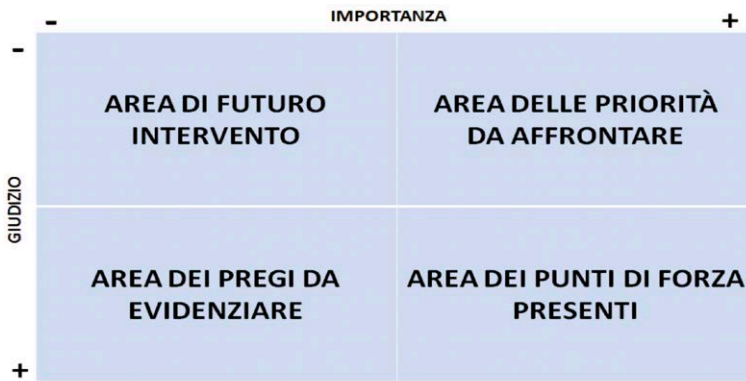 - IMPORTANZA +
-
AREA DI FUTURO
INTERVENTO
AREA DELLE PRIORITÀ
DA AFFRONTARE
GIUDIZIO
AREA DEI PREGI DA
EVIDENZIARE
AREA DEI PUNTI DI FORZA
PRESENTI
+